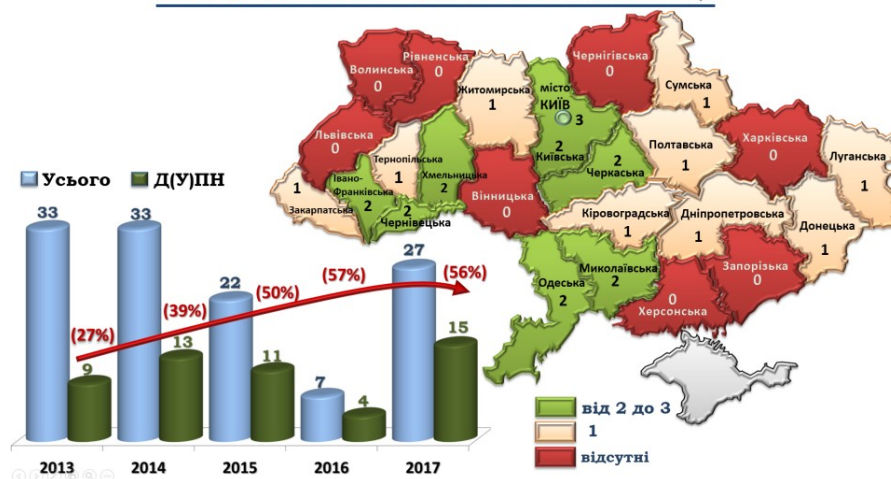 Волинська
0
Рівненська
0
Житомирська
1
місто
КИЇВ
3
2
Київська
Чернігівська
0
Сумська
1
Львівська
0
Тернопільська
1
Хмельницька
2
Вінницька
0
2
Черкаська
Полтавська
1
Харківська
0
Луганська
1
1
Закарпатська
Івано-
Франківська
2
2
Чернівецька
Кіровоградська
1
Дніпропетровська
1
Донецька
1
Одеська
2
Миколаївська
2
0
Херсонська
Запорізька
0
Усього
Д(У)ПН
33
33
22
7
27
9
13
11
4
15
(27%)
(39%)
(50%)
(57%)
(56%)
2013
2014
2015
2016
2017
від 2 до 3
1
відсутні